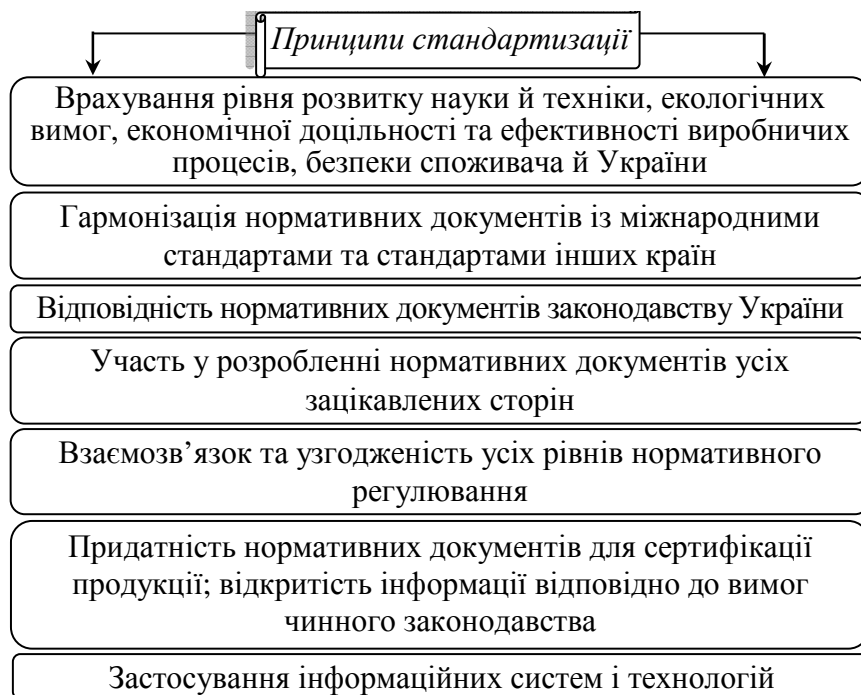 Принципи стандартизації
Врахування рівня розвитку науки й техніки, екологічних
вимог, економічної доцільності та ефективності виробничих
процесів, безпеки споживача й України
Гармонізація нормативних документів із міжнародними
стандартами та стандартами інших країн
Відповідність нормативних документів законодавству України
Участь у розробленні нормативних документів усіх
зацікавлених сторін
Взаємозв’язок та узгодженість усіх рівнів нормативного
регулювання
Придатність нормативних документів для сертифікації
продукції; відкритість інформації відповідно до вимог
чинного законодавства
Застосування інформаційних систем і технологій